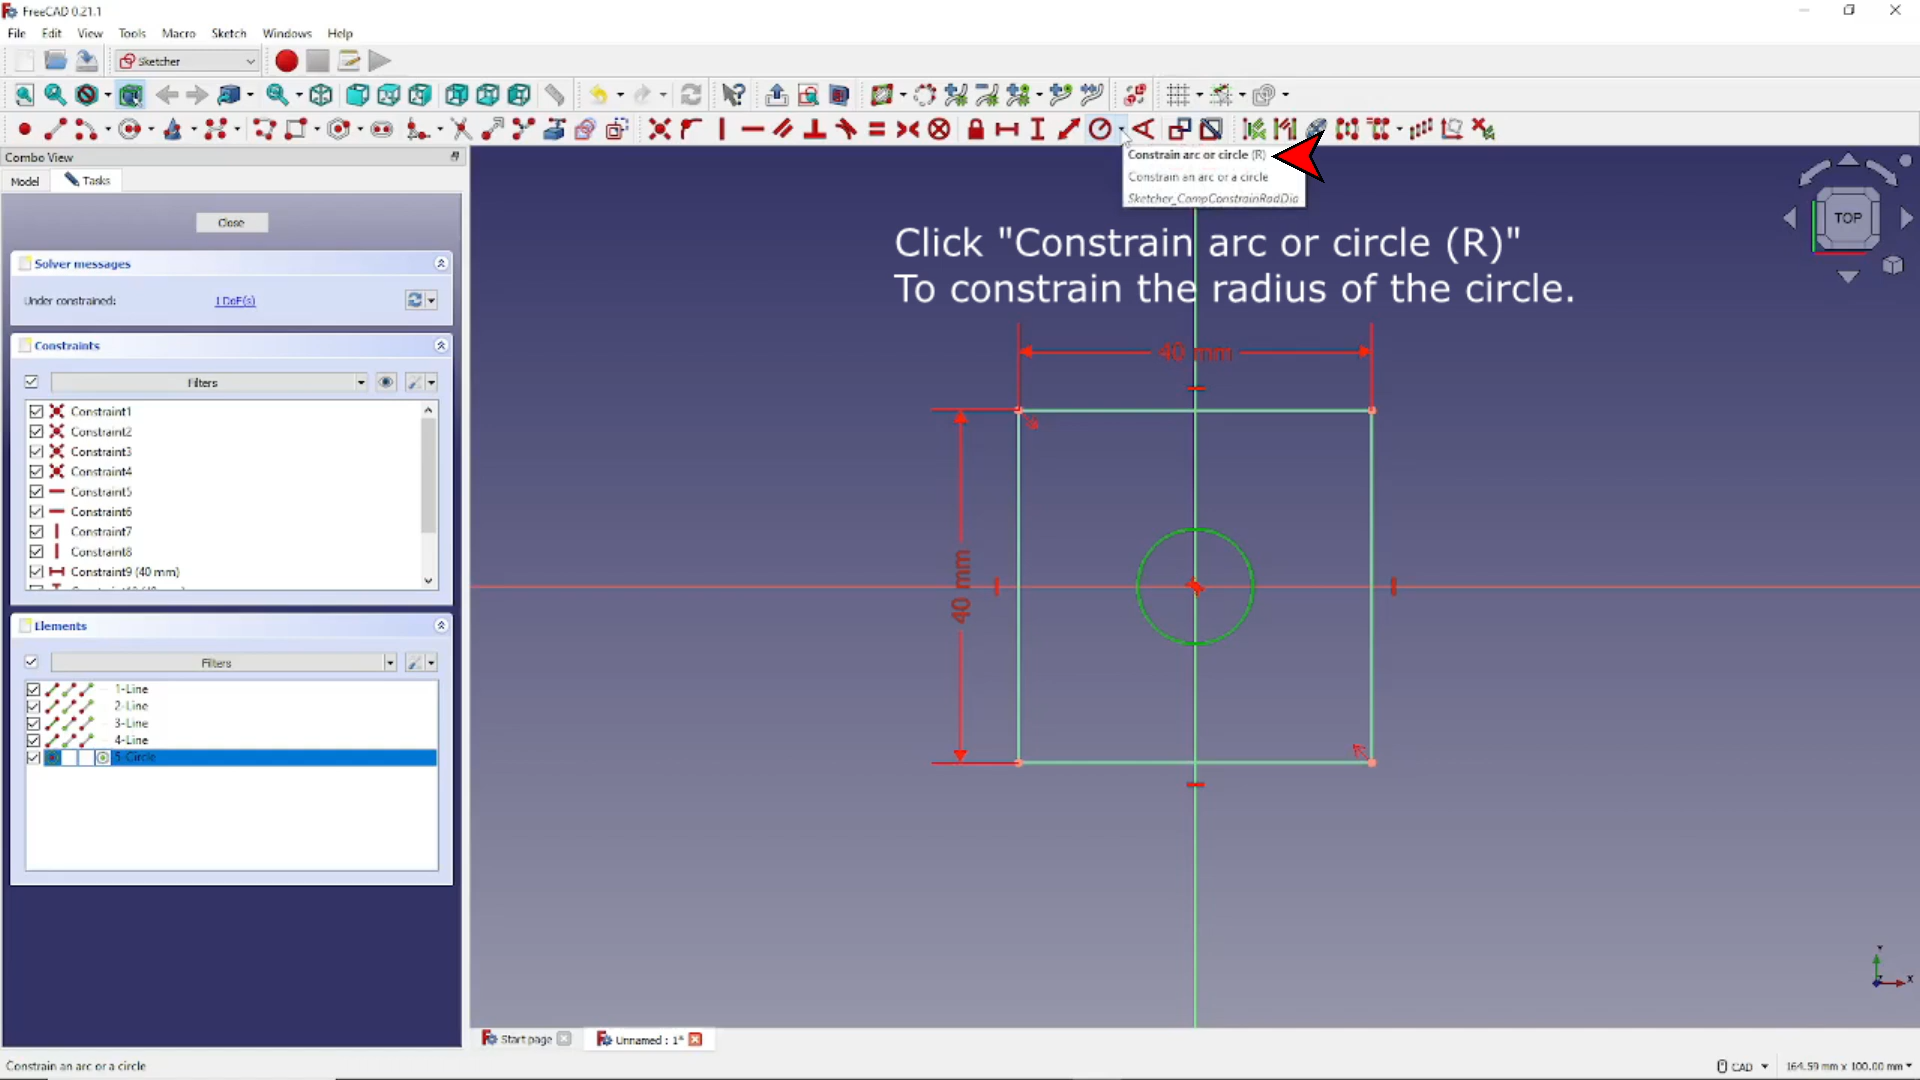 FreeCAD 0.21.1
File Edit View Tools Macro Sketch Windows Help
Sketcher
Combo View
Model Tasks
Close
Solver messages
Under constrained: 1 DoF(s)
Constraints
Filters
Constraint1
Constraint2
Constraint3
Constraint4
Constraint5
Constraint6
Constraint7
Constraint8
Constraint9 (40 mm)
Elements
Filters
1-Line
2-Line
3-Line
4-Line
5-Circle
Constrain arc or circle (R)
Constrain an arc or a circle
Sketcher_CompConstrainRadDia
Click "Constrain arc or circle (R)"
To constrain the radius of the circle.
TOP
40 mm
40 mm
Y
Z
X
Start page
Unnamed : 1*
Constrain an arc or a circle
CAD
164.59 mm x 100.00 mm